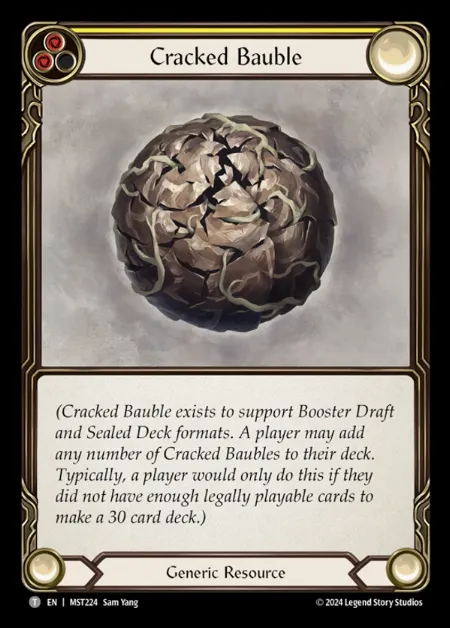 Cracked Bauble
(Cracked Bauble exists to support Booster Draft
and Sealed Deck formats. A player may add
any number of Cracked Baubles to their deck.
Typically, a player would only do this if they
did not have enough legally playable cards to
make a 30 card deck.)
Generic Resource
T EN | MST224 Sam Yang
© 2024 Legend Story Studios